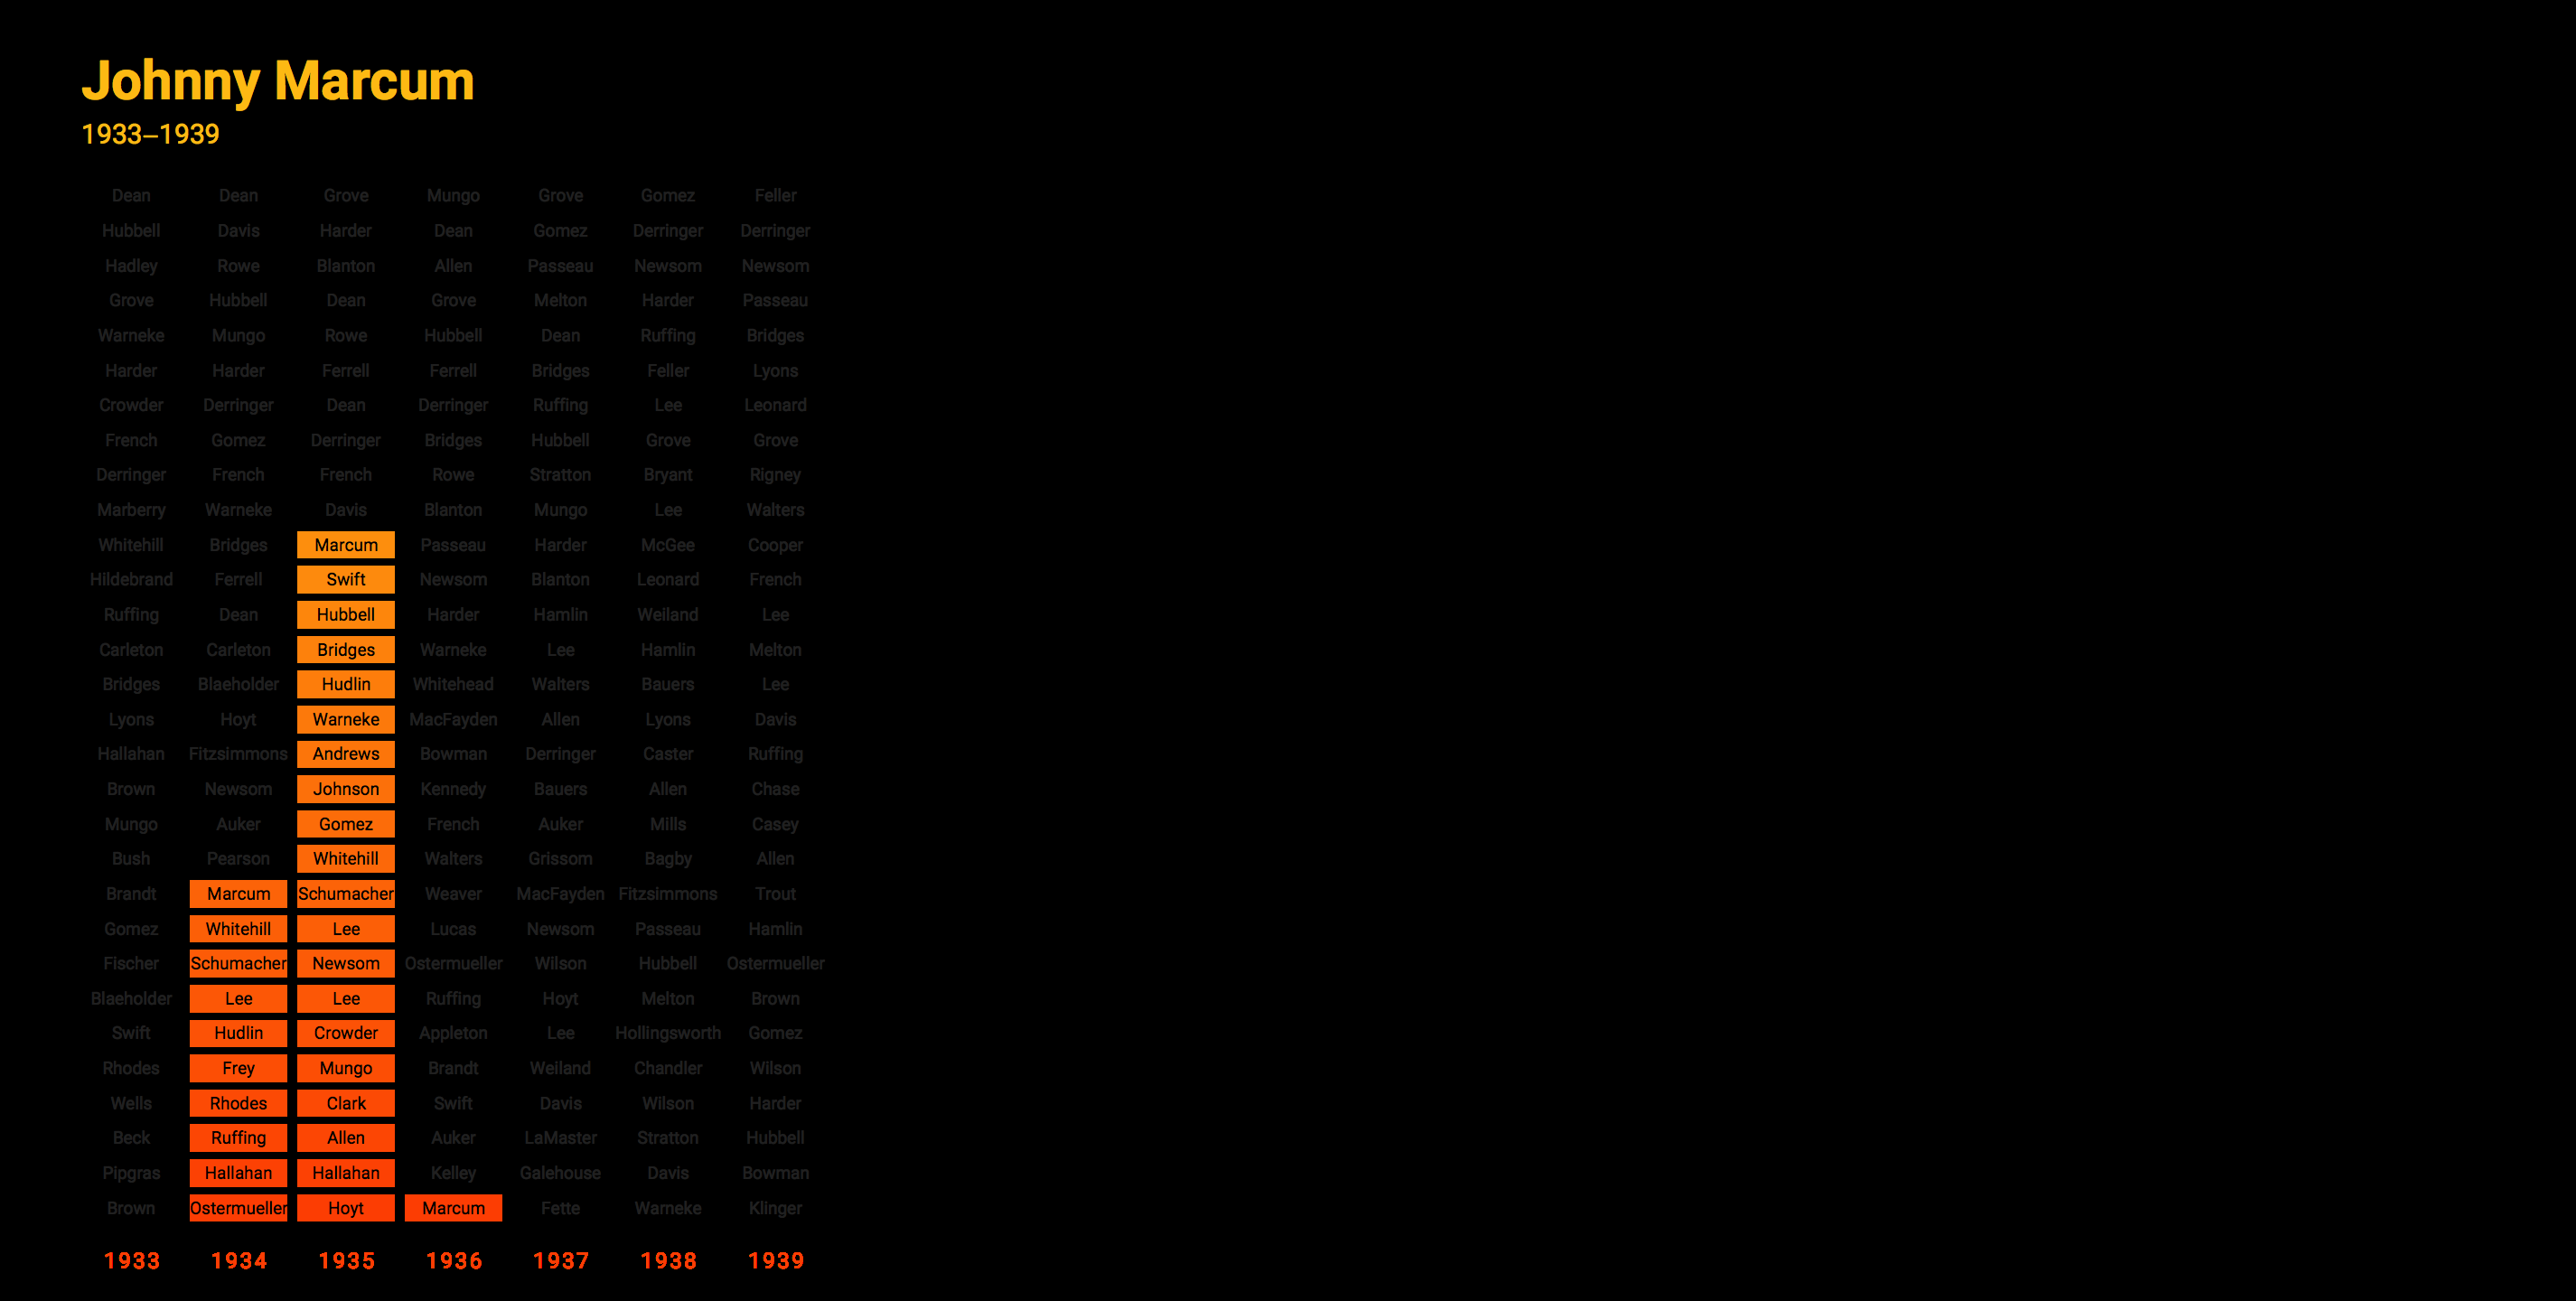 Johnny Marcum
1933–1939
Dean Dean Grove Mungo Grove Gomez Feller
Hubbell Davis Harder Dean Gomez Derringer Derringer
Hadley Rowe Blanton Allen Passeau Newsom Newsom
Grove Hubbell Dean Grove Melton Harder Passeau
Warneke Mungo Rowe Hubbell Dean Ruffing Bridges
Harder Harder Ferrell Ferrell Bridges Feller Lyons
Crowder Derringer Dean Derringer Ruffing Lee Leonard
French Gomez Derringer Bridges Hubbell Grove Grove
Derringer French French Rowe Stratton Bryant Rigney
Marberry Warneke Davis Blanton Mungo Lee Walters
Whitehill Bridges Marcum Passeau Harder McGee Cooper
Hildebrand Ferrell Swift Newsom Blanton Leonard French
Ruffing Dean Hubbell Harder Hamlin Weiland Lee
Carleton Carleton Bridges Warneke Lee Hamlin Melton
Bridges Blaeholder Hudlin Whitehead Walters Bauers Lee
Lyons Hoyt Warneke MacFayden Allen Lyons Davis
Hallahan Fitzsimmons Andrews Bowman Derringer Caster Ruffing
Brown Newsom Johnson Kennedy Bauers Allen Chase
Mungo Auker Gomez French Auker Mills Casey
Bush Pearson Whitehill Walters Grissom Bagby Allen
Brandt Marcum Schumacher Weaver MacFayden Fitzsimmons Trout
Gomez Whitehill Lee Lucas Newsom Passeau Hamlin
Fischer Schumacher Newsom Ostermueller Wilson Hubbell Ostermueller
Blaeholder Lee Lee Ruffing Hoyt Melton Brown
Swift Hudlin Crowder Appleton Lee Hollingsworth Gomez
Rhodes Frey Mungo Brandt Weiland Chandler Wilson
Wells Rhodes Clark Swift Davis Wilson Harder
Beck Ruffing Allen Auker LaMaster Stratton Hubbell
Pipgras Hallahan Hallahan Kelley Galehouse Davis Bowman
Brown Ostermueller Hoyt Marcum Fette Warneke Klinger
1933 1934 1935 1936 1937 1938 1939